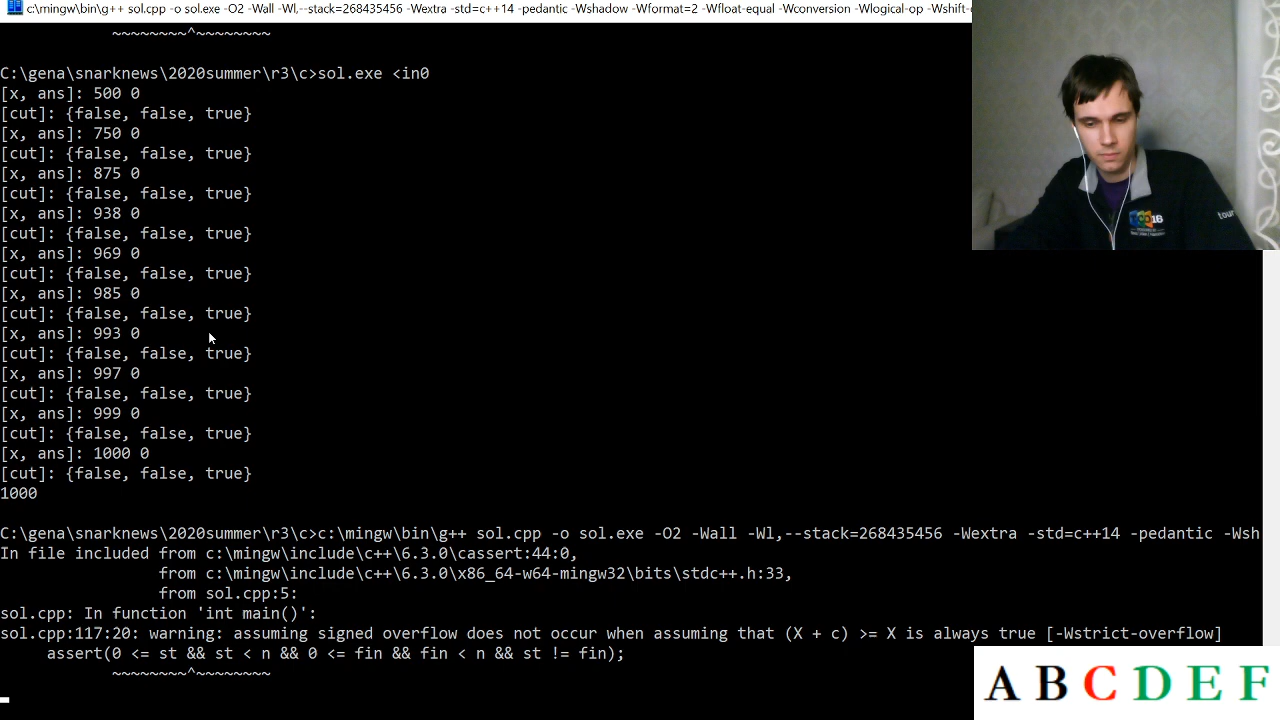 c:\mingw\bin\g++ sol.cpp -o sol.exe -O2 -Wall -Wl,--stack=268435456 -Wextra -std=c++14 -pedantic -Wshadow -Wformat=2 -Wfloat-equal -Wconversion -Wlogical-op -Wshift-
~~~~~~~~^~~~~~~~~
C:\gena\snarknews\2020summer\r3\c>sol.exe <in0
[x, ans]: 500 0
[cut]: {false, false, true}
[x, ans]: 750 0
[cut]: {false, false, true}
[x, ans]: 875 0
[cut]: {false, false, true}
[x, ans]: 938 0
[cut]: {false, false, true}
[x, ans]: 969 0
[cut]: {false, false, true}
[x, ans]: 985 0
[cut]: {false, false, true}
[x, ans]: 993 0
[cut]: {false, false, true}
[x, ans]: 997 0
[cut]: {false, false, true}
[x, ans]: 999 0
[cut]: {false, false, true}
[x, ans]: 1000 0
[cut]: {false, false, true}
1000
C:\gena\snarknews\2020summer\r3\c>c:\mingw\bin\g++ sol.cpp -o sol.exe -O2 -Wall -Wl,--stack=268435456 -Wextra -std=c++14 -pedantic -Wsh
In file included from c:\mingw\include\c++\6.3.0\cassert:44:0,
from c:\mingw\include\c++\6.3.0\x86_64-w64-mingw32\bits\stdc++.h:33,
from sol.cpp:5:
sol.cpp: In function 'int main()':
sol.cpp:117:20: warning: assuming signed overflow does not occur when assuming that (X + c) >= X is always true [-Wstrict-overflow]
assert(0 <= st && st < n && 0 <= fin && fin < n && st != fin);
~~~~~~~~^~~~~~~~~
A B C D E F